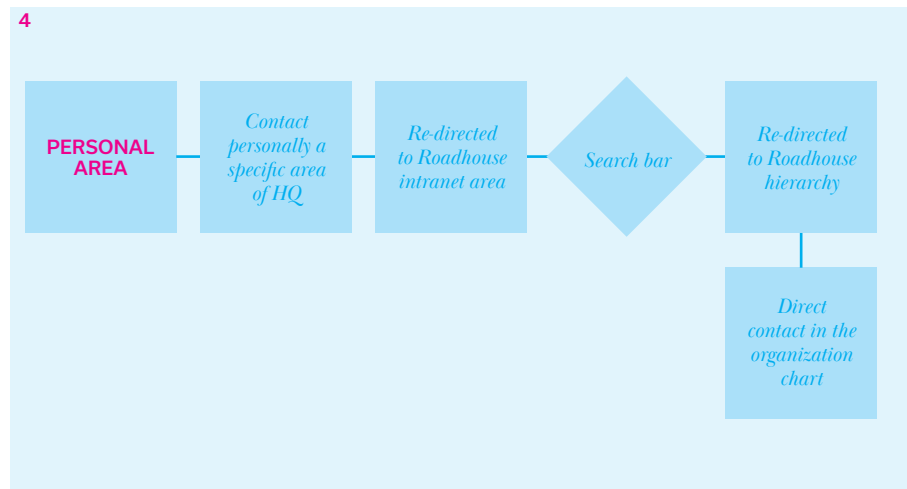 4
PERSONAL
AREA
Contact
personally a
specific area
of HQ
Re-directed
to Roadhouse
intranet area
Search bar
Re-directed
to Roadhouse
hierarchy
Direct
contact in the
organization
chart